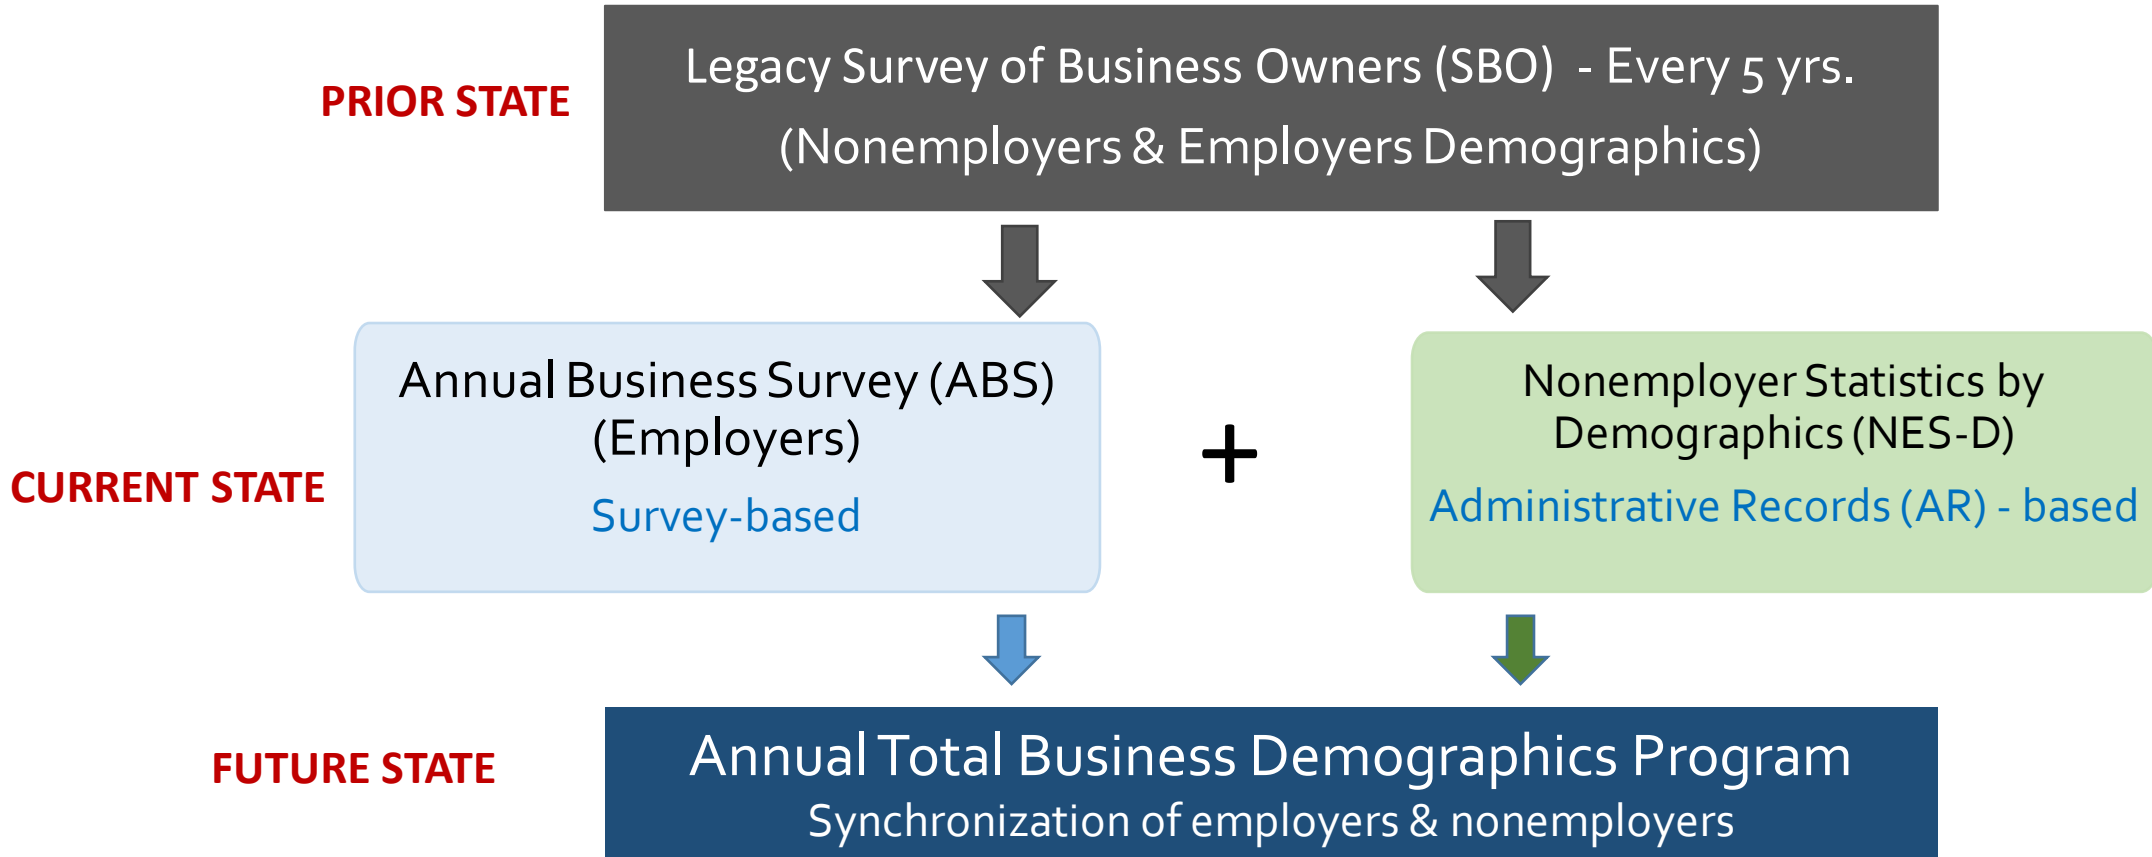 Legacy Survey of Business Owners (SBO) - Every 5 yrs.
(Nonemployers & Employers Demographics)
PRIOR STATE
Annual Business Survey (ABS)
(Employers)
Survey-based
+
Nonemployer Statistics by
Demographics (NES-D)
Administrative Records (AR) - based
CURRENT STATE
Annual Total Business Demographics Program
Synchronization of employers & nonemployers
FUTURE STATE